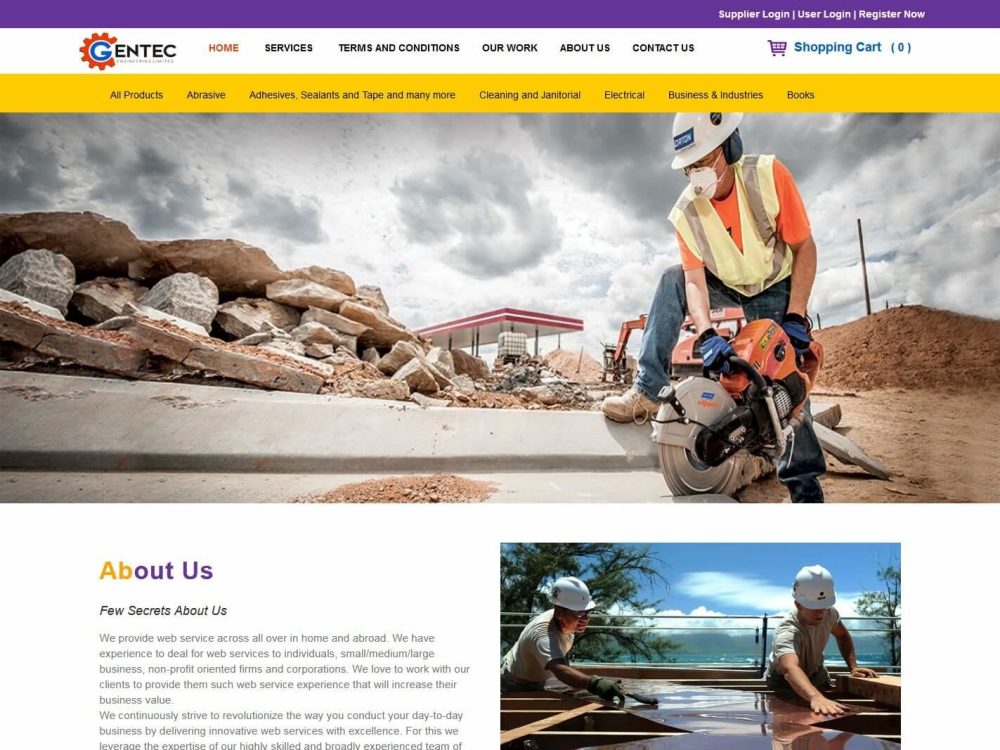 Supplier Login | User Login | Register Now
GENTEC
ENGINEERING LIMITED
HOME SERVICES TERMS AND CONDITIONS OUR WORK ABOUT US CONTACT US
Shopping Cart ( 0 )
All Products Abrasive Adhesives, Sealants and Tape and many more Cleaning and Janitorial Electrical Business & Industries Books
NORTON
About Us
Few Secrets About Us
We provide web service across all over in home and abroad. We have
experience to deal for web services to individuals, small/medium/large
business, non-profit oriented firms and corporations. We love to work with our
clients to provide them such web service experience that will increase their
business value.
We continuously strive to revolutionize the way you conduct your day-to-day
business by delivering innovative web services with excellence. For this we
leverage the expertise of our highly skilled and broadly experienced team of